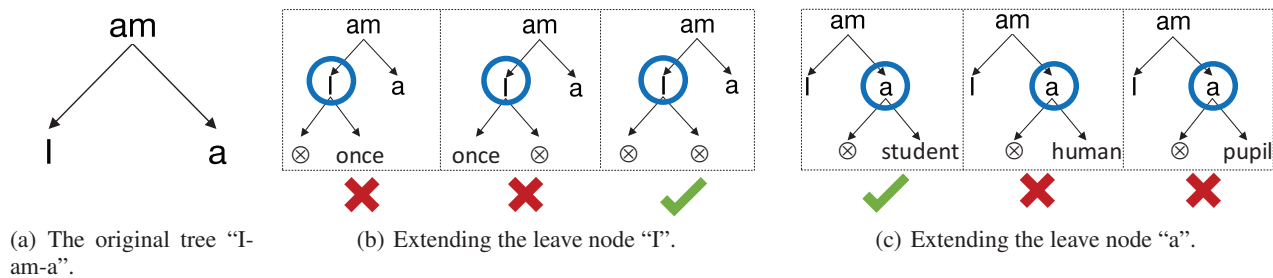 am
I a
am
I a
⊗ once
am
I a
once ⊗
am
I a
⊗ ⊗
am
I a
⊗ student
am
I a
⊗ human
am
I a
⊗ pupil
(a) The original tree “I-
am-a”.
(b) Extending the leave node “I”.
(c) Extending the leave node “a”.